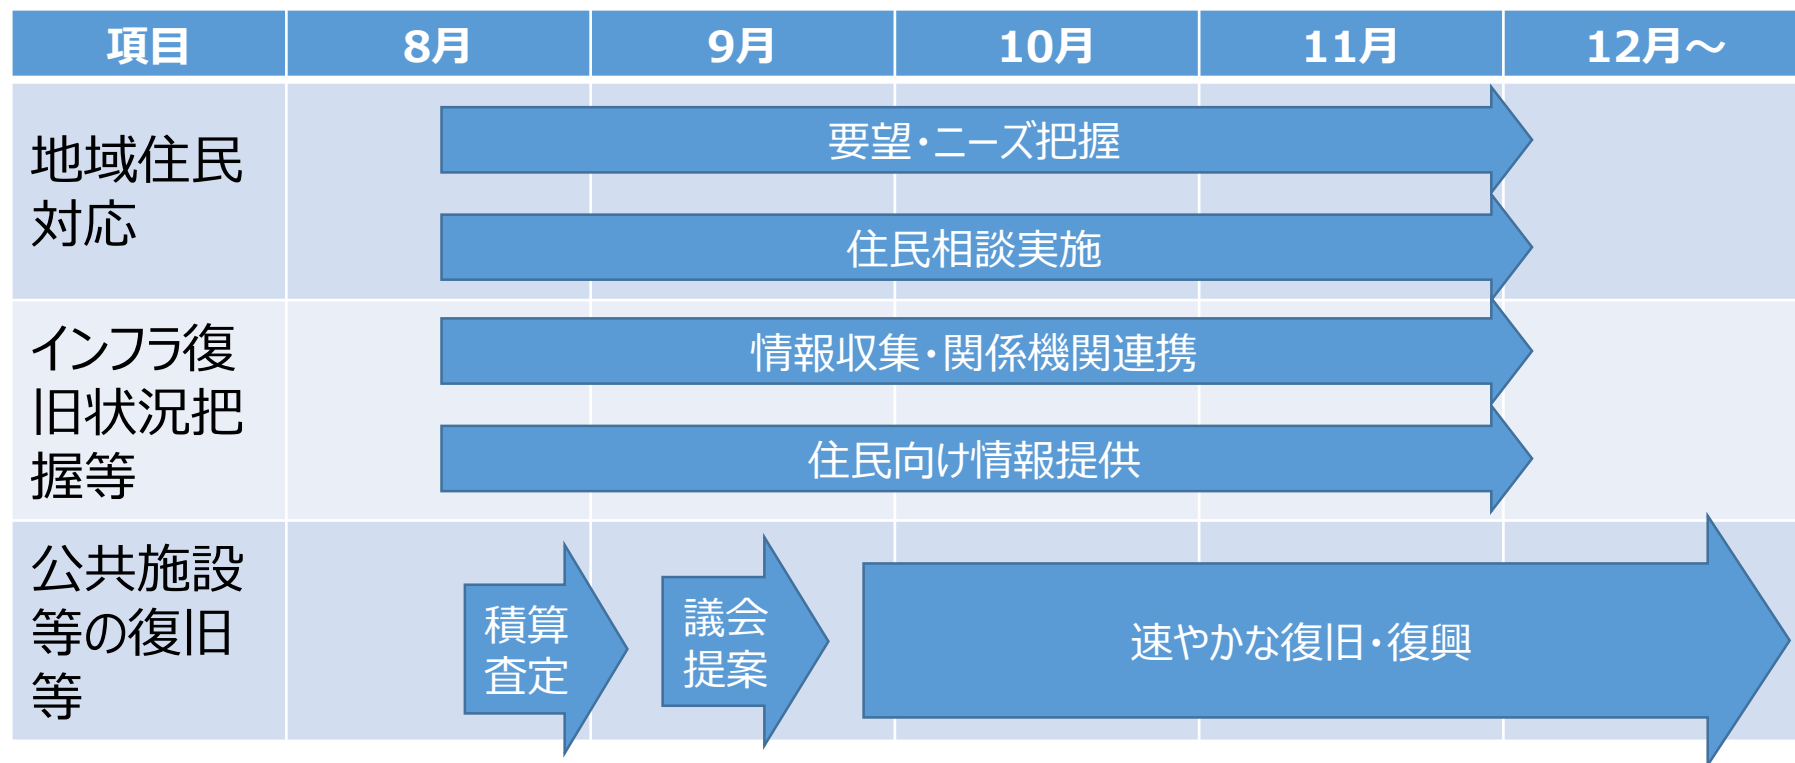 項目 8月 9月 10月 11月 12月～
地域住民
対応
要望・ニーズ把握
住民相談実施
インフラ復
旧状況把
握等
情報収集・関係機関連携
住民向け情報提供
公共施設
等の復旧
等
積算
査定
議会
提案
速やかな復旧・復興